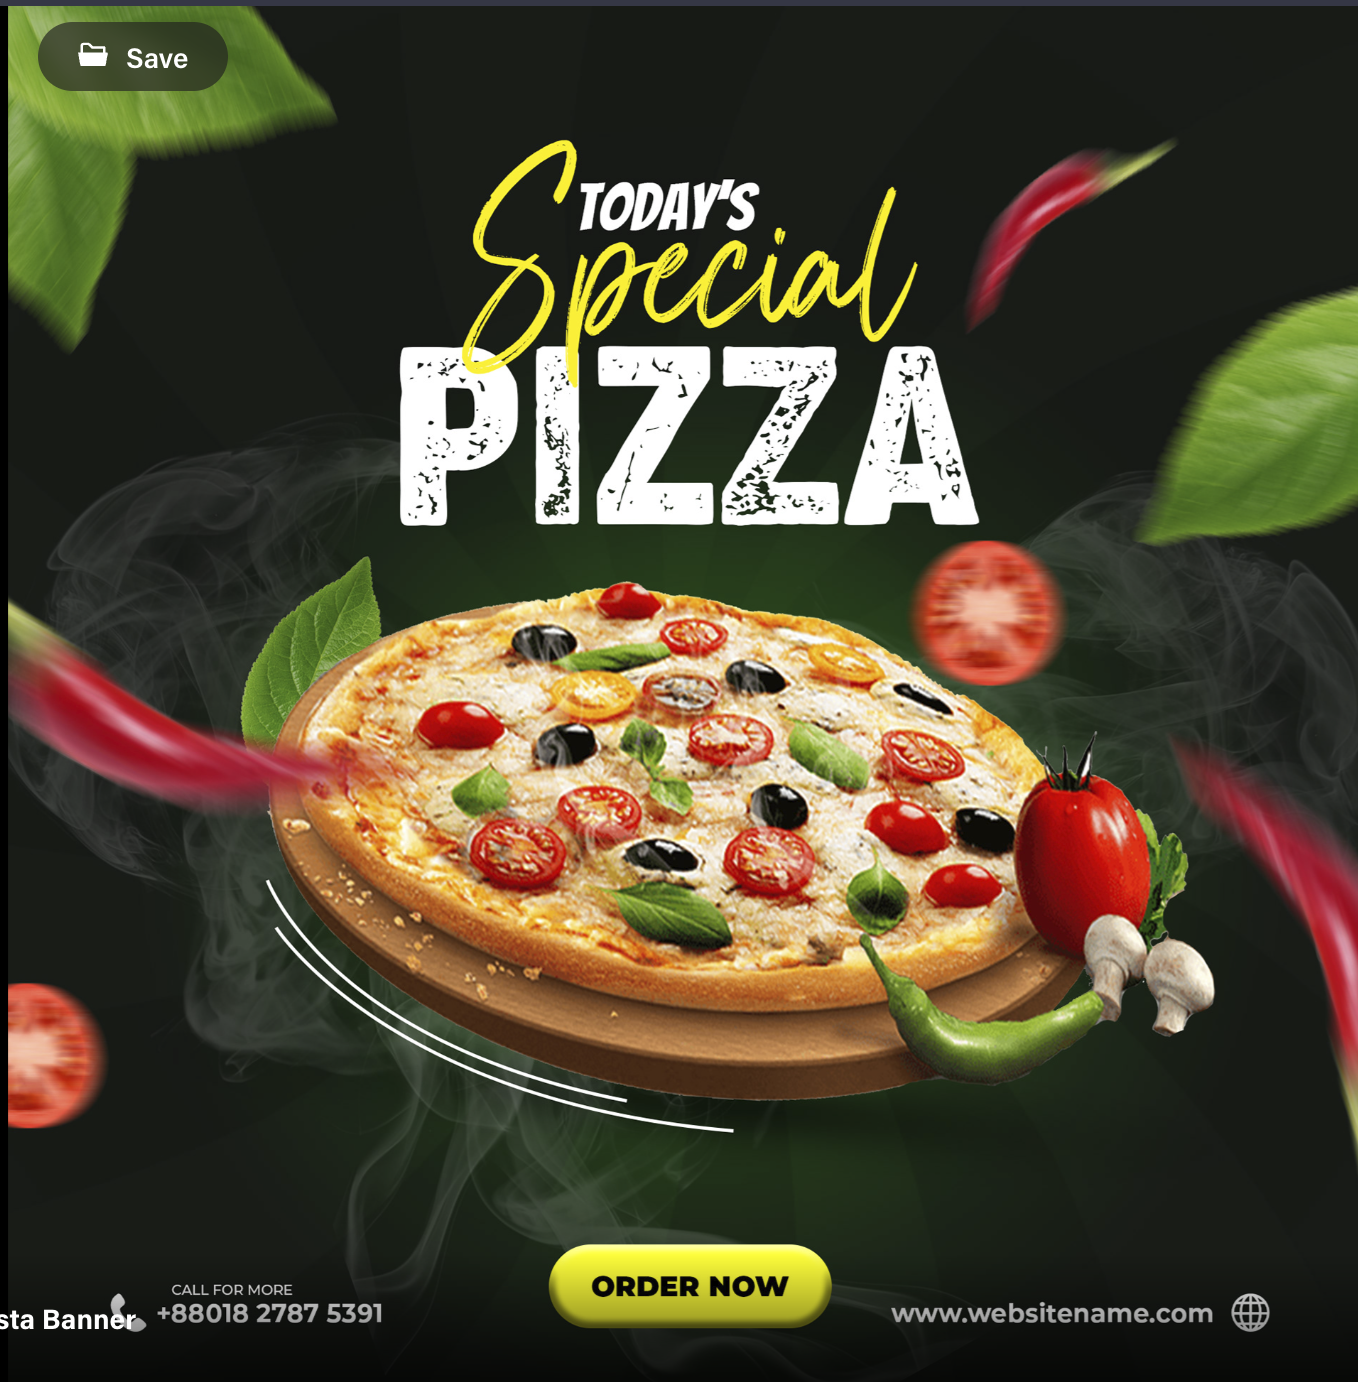 Save
TODAY'S
Special
PIZZA
ORDER NOW
CALL FOR MORE
+88018 2787 5391
sta Banner
www.websitename.com